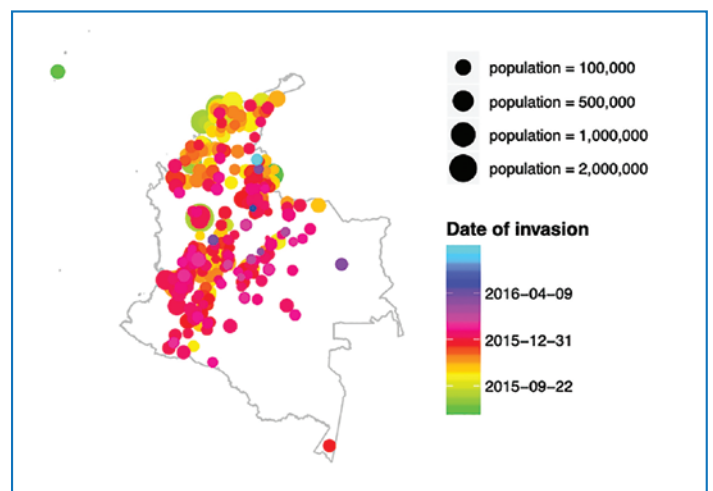 population = 100,000
population = 500,000
population = 1,000,000
population = 2,000,000
Date of invasion
2016−04−09
2015−12−31
2015−09−22